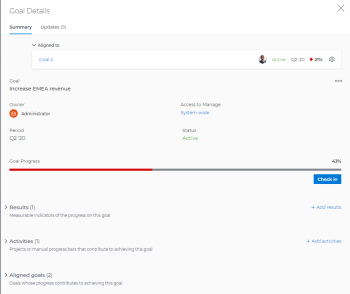 Goal Details
Summary
Updates (9)
Aligned to
Goal 2
Active
Q2 '20
21%
Goal
Increase EMEA revenue
Owner
Administrator
Access to Manage
System-wide
Period
Q2 '20
Status
Active
Goal Progress
43%
Check in
Results (1)
+ Add results
Measurable indicators of the progress on this goal
Activities (1)
+ Add activities
Projects or manual progress bars that contribute to achieving this goal
Aligned goals (2)
Goals whose progress contributes to achieving this goal